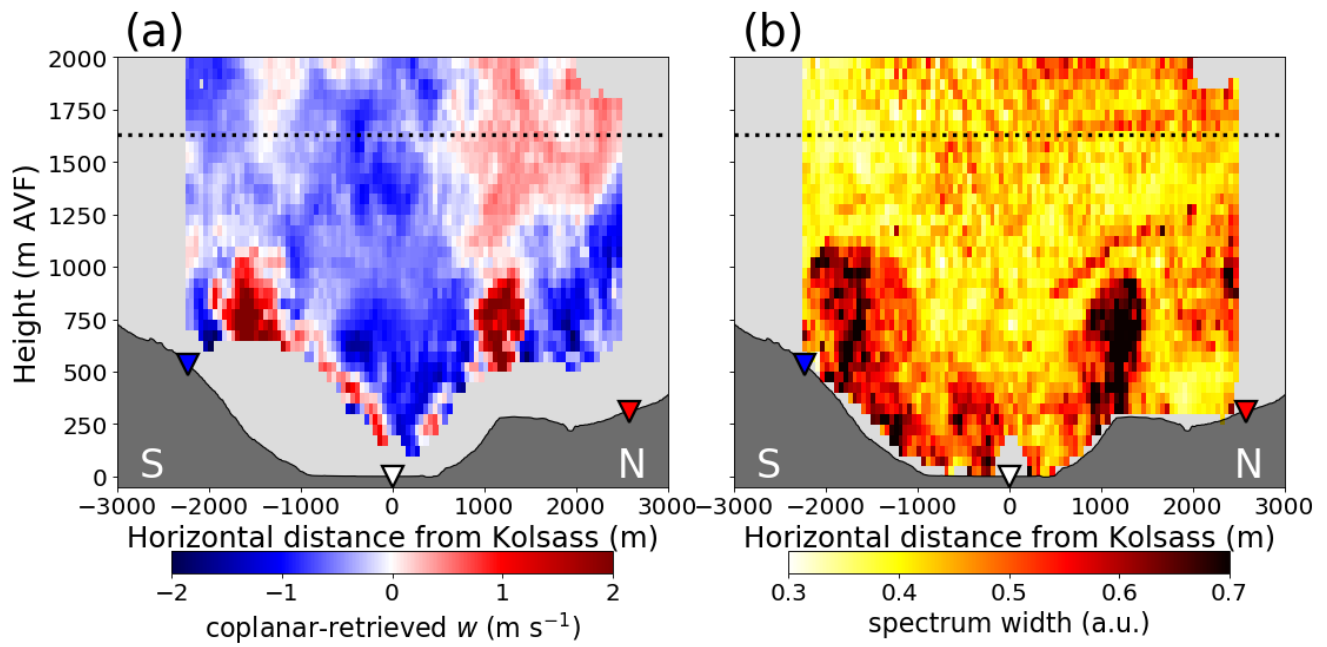 (a)
(b)
2000
1750
1500
1250
1000
750
500
250
0
Height (m AVF)
S
N
S
N
−3000 −2000 −1000 0 1000 2000 3000
−3000 −2000 −1000 0 1000 2000 3000
Horizontal distance from Kolsass (m)
Horizontal distance from Kolsass (m)
−2 −1 0 1 2
0.3 0.4 0.5 0.6 0.7
coplanar-retrieved w (m s⁻¹)
spectrum width (a.u.)